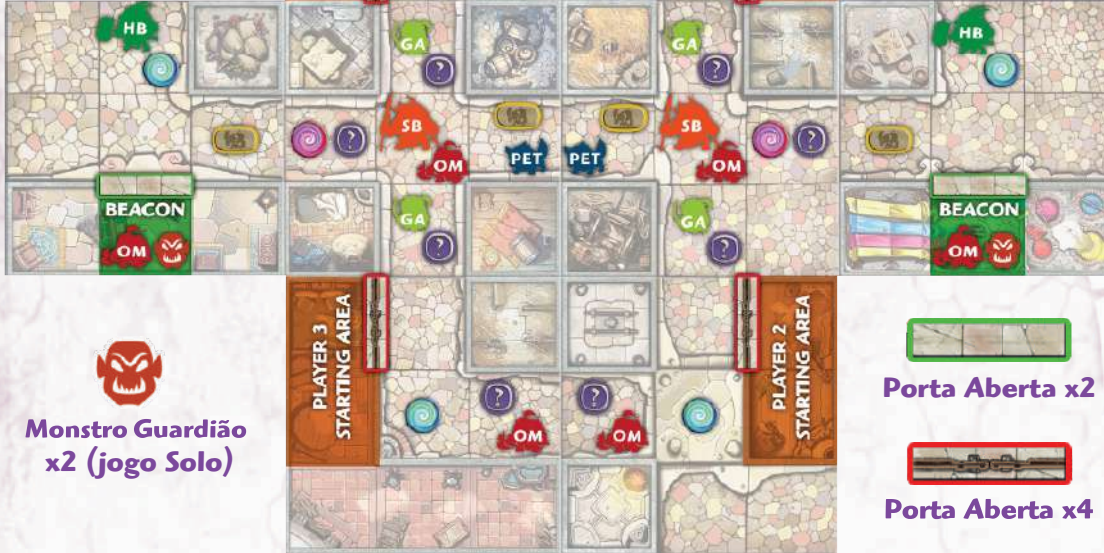 HB
GA
GA
HB
?
?
SB
SB
?
?
OM
PET
PET
OM
BEACON
GA
GA
BEACON
OM
?
?
OM
PLAYER 3
STARTING AREA
PLAYER 2
STARTING AREA
?
?
OM
OM
Monstro Guardião
x2 (jogo Solo)
Porta Aberta x2
Porta Aberta x4